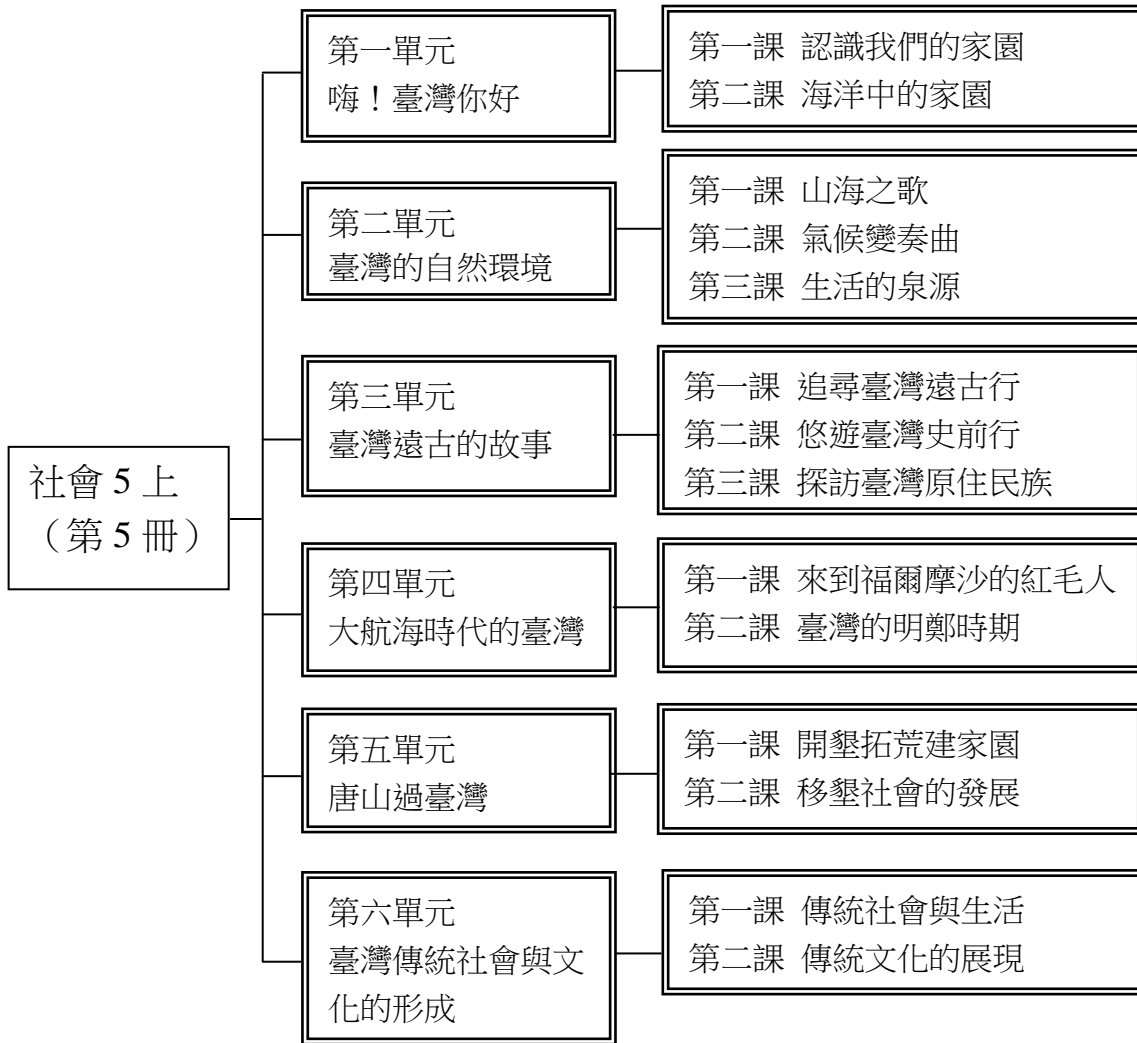 社會 5 上
（第 5 冊）
第一單元
嗨！臺灣你好
第一課 認識我們的家園
第二課 海洋中的家園
第二單元
臺灣的自然環境
第一課 山海之歌
第二課 氣候變奏曲
第三課 生活的泉源
第三單元
臺灣遠古的故事
第一課 追尋臺灣遠古行
第二課 悠遊臺灣史前行
第三課 探訪臺灣原住民族
第四單元
大航海時代的臺灣
第一課 來到福爾摩沙的紅毛人
第二課 臺灣的明鄭時期
第五單元
唐山過臺灣
第一課 開墾拓荒建家園
第二課 移墾社會的發展
第六單元
臺灣傳統社會與文
化的形成
第一課 傳統社會與生活
第二課 傳統文化的展現